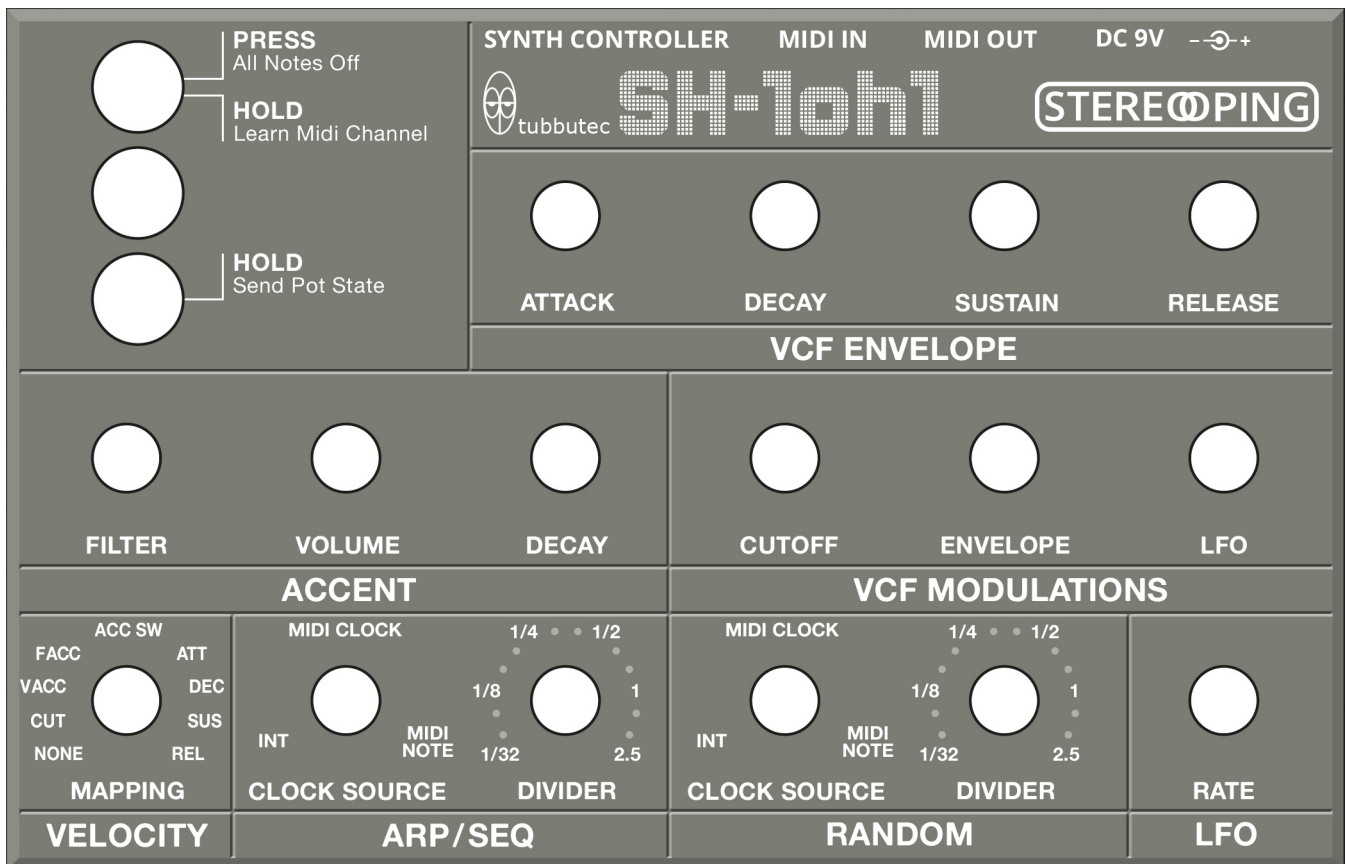 PRESS
All Notes Off
HOLD
Learn Midi Channel
HOLD
Send Pot State
SYNTH CONTROLLER MIDI IN MIDI OUT DC 9V - +
tubbutec SH-1oh1 STEREOOPING
ATTACK DECAY SUSTAIN RELEASE
VCF ENVELOPE
FILTER VOLUME DECAY
ACCENT
CUTOFF ENVELOPE LFO
VCF MODULATIONS
ACC SW
FACC ATT
VACC DEC
CUT SUS
NONE REL
MAPPING
VELOCITY
MIDI CLOCK
INT MIDI
NOTE
CLOCK SOURCE
1/4 1/2
1/8 1
1/32 2.5
DIVIDER
ARP/SEQ
MIDI CLOCK
INT MIDI
NOTE
CLOCK SOURCE
1/4 1/2
1/8 1
1/32 2.5
DIVIDER
RANDOM
RATE
LFO